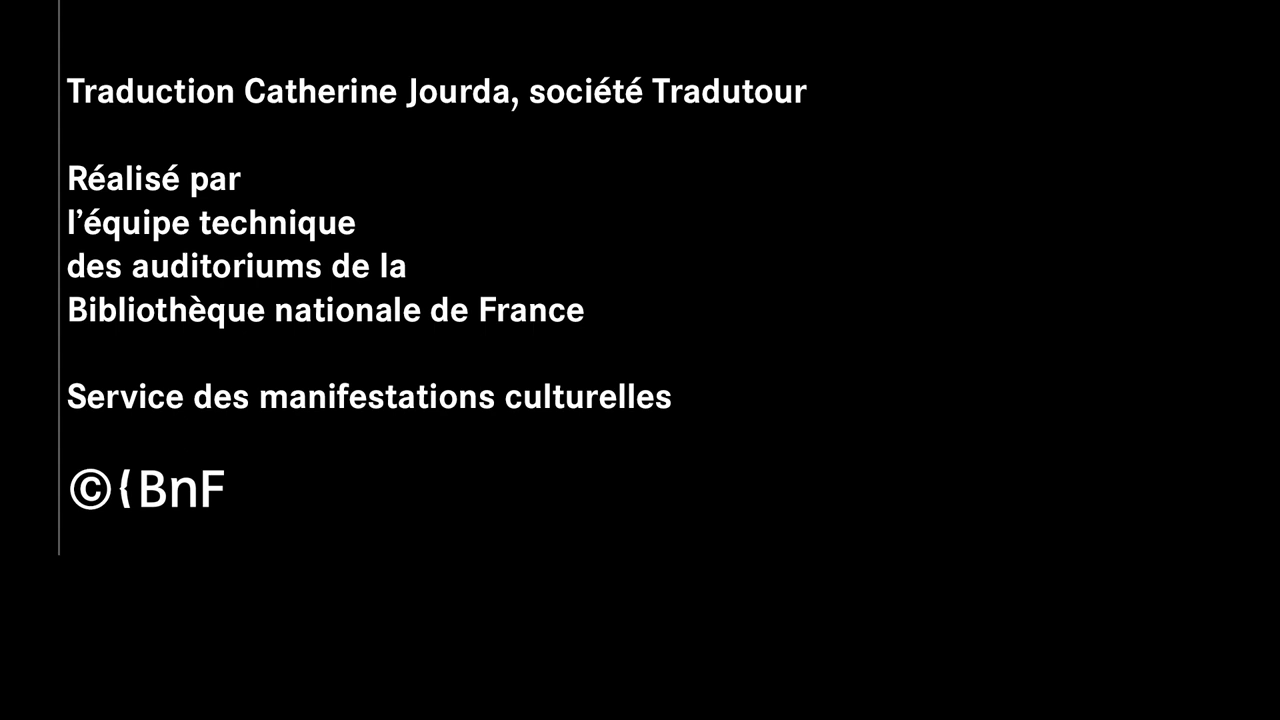 Traduction Catherine Jourda, société Tradutour
Réalisé par
l’équipe technique
des auditoriums de la
Bibliothèque nationale de France
Service des manifestations culturelles
©{BnF